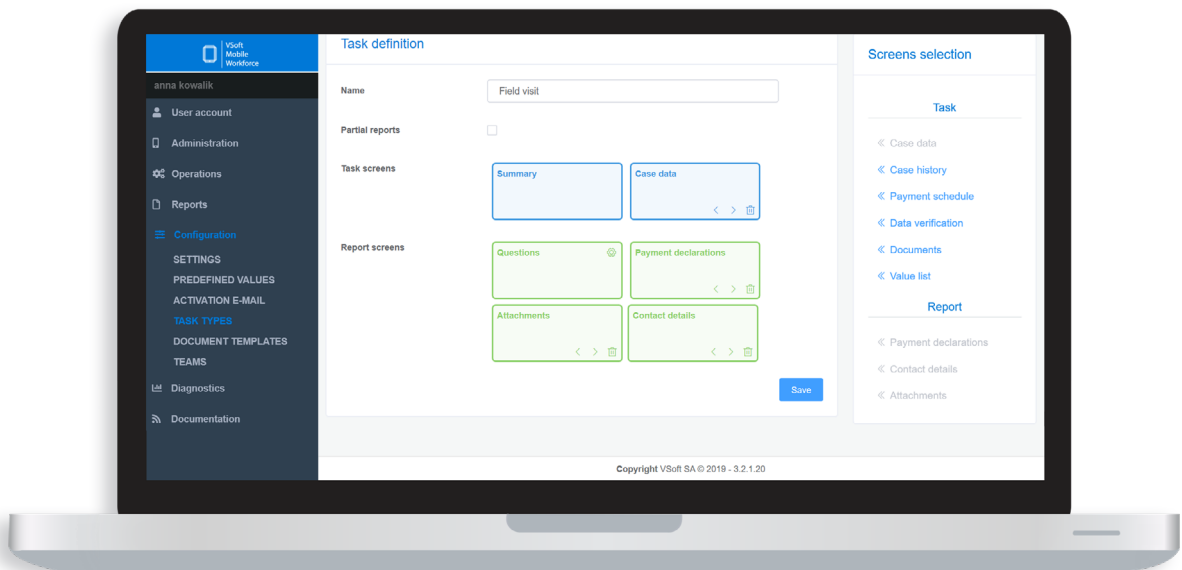 VSoft
Mobile
Workforce
anna kowalik
User account
Administration
Operations
Reports
Configuration
SETTINGS
PREDEFINED VALUES
ACTIVATION E-MAIL
TASK TYPES
DOCUMENT TEMPLATES
TEAMS
Diagnostics
Documentation
Task definition
Name
Field visit
Partial reports
Task screens
Summary
Case data
Report screens
Questions
Payment declarations
Attachments
Contact details
Save
Screens selection
Task
Case data
Case history
Payment schedule
Data verification
Documents
Value list
Report
Payment declarations
Contact details
Attachments
Copyright VSoft SA © 2019 - 3.2.1.20